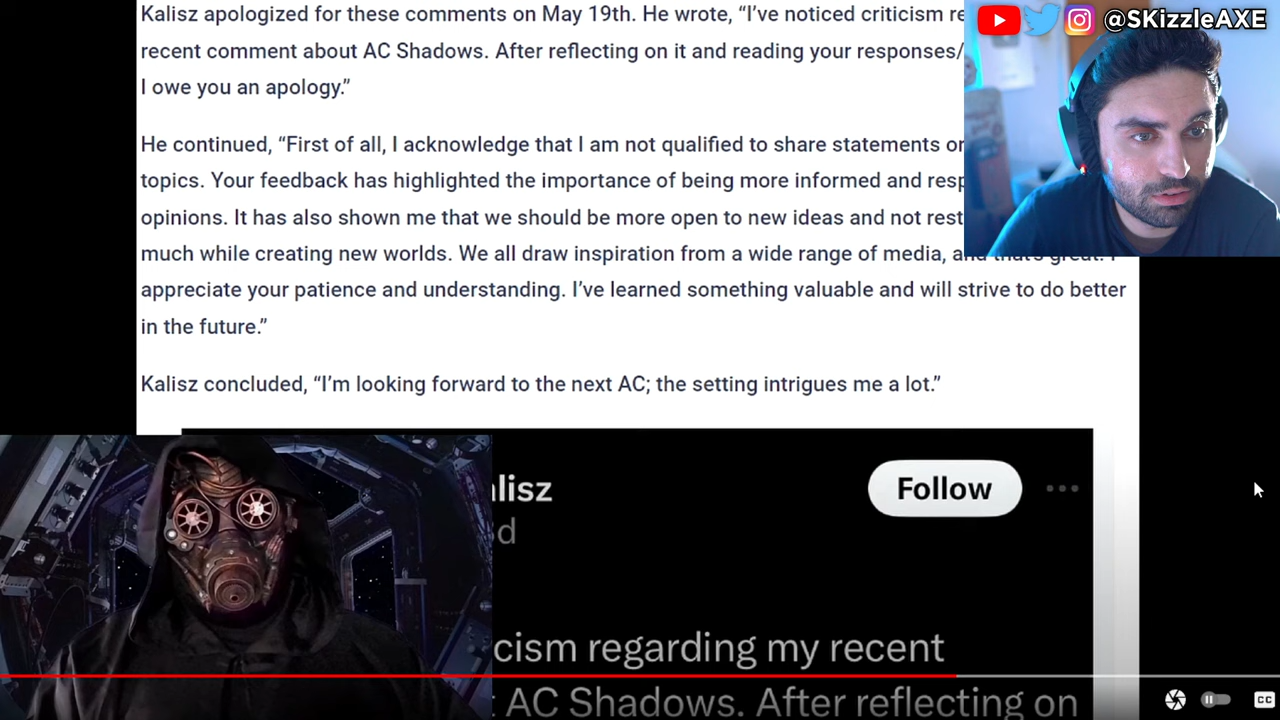 Kalisz apologized for these comments on May 19th. He wrote, “I’ve noticed criticism re
@SKizzleAXE
recent comment about AC Shadows. After reflecting on it and reading your responses/
I owe you an apology.”
He continued, “First of all, I acknowledge that I am not qualified to share statements
topics. Your feedback has highlighted the importance of being more informed and resp
opinions. It has also shown me that we should be more open to new ideas and not rest
much while creating new worlds. We all draw inspiration from a wide range of media, and that's great. I
appreciate your patience and understanding. I’ve learned something valuable and will strive to do better
in the future.”
Kalisz concluded, “I’m looking forward to the next AC; the setting intrigues me a lot.”
lisz
Follow
d
cism regarding my recent
AC Shadows. After reflecting on
CC